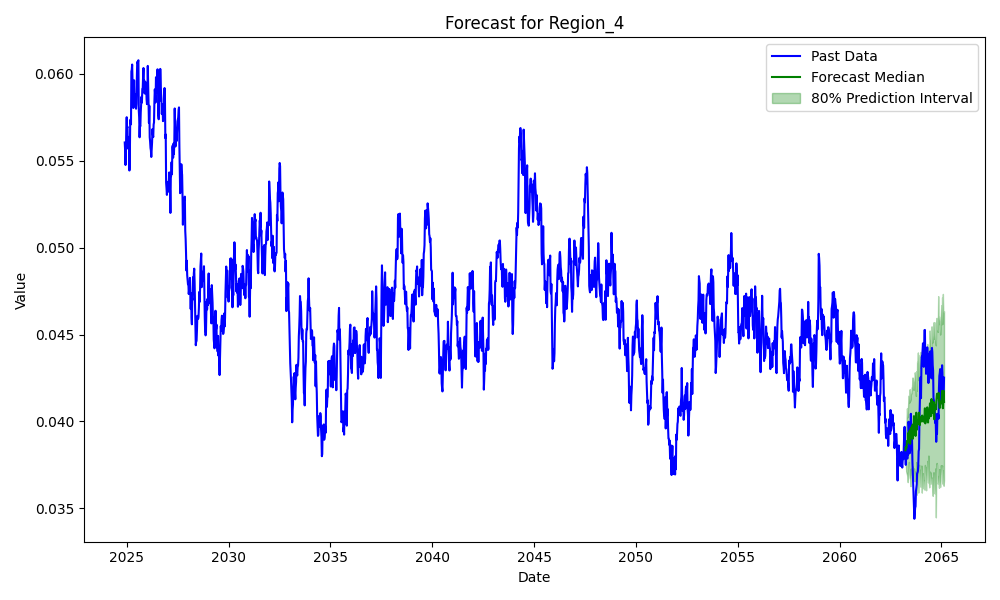 Forecast for Region_4
Past Data
Forecast Median
80% Prediction Interval
Value
0.060
0.055
0.050
0.045
0.040
0.035
2025
2030
2035
2040
2045
2050
2055
2060
2065
Date